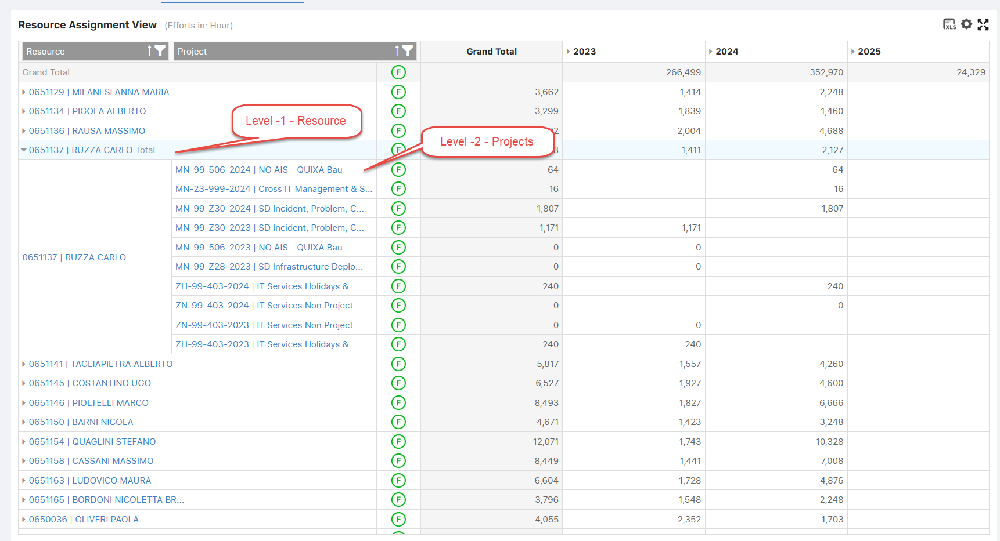 Resource Assignment View (Efforts in: Hour) XLS
Resource Project Grand Total 2023 2024 2025
Grand Total F 266,499 352,970 24,329
0651129 | MILANESI ANNA MARIA F 3,662 1,414 2,248
0651134 | PIGOLA ALBERTO F 3,299 1,839 1,460
Level -1 - Resource
0651136 | RAUSA MASSIMO F 2,004 4,688
Level -2 - Projects
0651137 | RUZZA CARLO Total F 1,411 2,127
MN-99-506-2024 | NO AIS - QUIXA Bau F 64 64
MN-23-999-2024 | Cross IT Management & S... F 16 16
MN-99-Z30-2024 | SD Incident, Problem, C... F 1,807 1,807
MN-99-Z30-2023 | SD Incident, Problem, C... F 1,171 1,171
MN-99-506-2023 | NO AIS - QUIXA Bau F 0 0
0651137 | RUZZA CARLO
MN-99-Z28-2023 | SD Infrastructure Deplo... F 0 0
ZH-99-403-2024 | IT Services Holidays & ... F 240 240
ZN-99-403-2024 | IT Services Non Project... F 0 0
ZN-99-403-2023 | IT Services Non Project... F 0 0
ZH-99-403-2023 | IT Services Holidays & ... F 240 240
0651141 | TAGLIAPIETRA ALBERTO F 5,817 1,557 4,260
0651145 | COSTANTINO UGO F 6,527 1,927 4,600
0651146 | PIOLTELLI MARCO F 8,493 1,827 6,666
0651150 | BARNI NICOLA F 4,671 1,423 3,248
0651154 | QUAGLINI STEFANO F 12,071 1,743 10,328
0651158 | CASSANI MASSIMO F 8,449 1,441 7,008
0651163 | LUDOVICO MAURA F 6,604 1,728 4,876
0651165 | BORDONI NICOLETTA BR... F 3,796 1,548 2,248
0650036 | OLIVERI PAOLA F 4,055 2,352 1,703